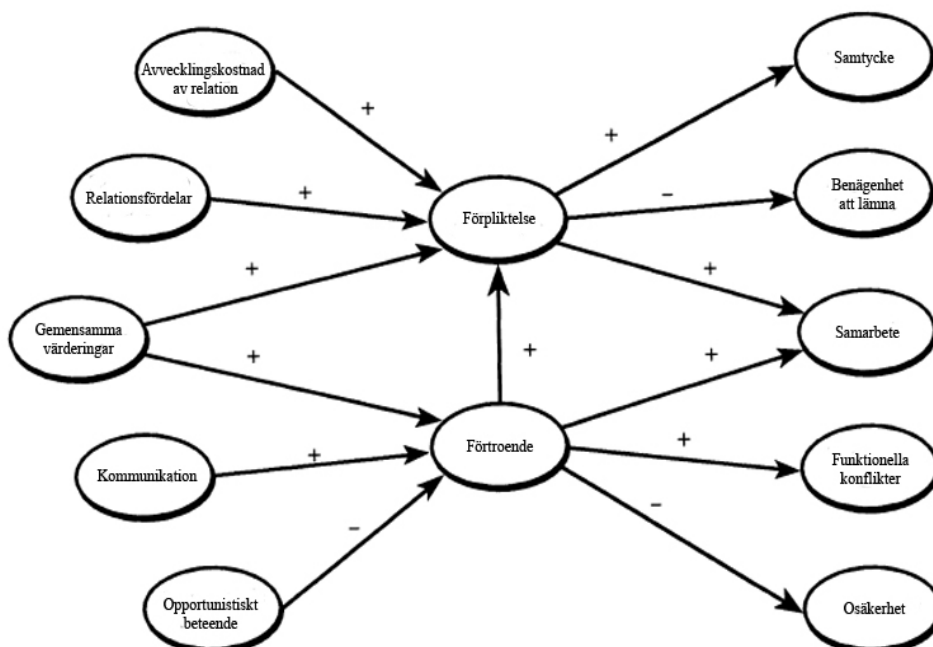 Avvecklingskostnad
av relation
+
Samtycke
+
Relationsfördelar
+
Förpliktelse
–
Benägenhet
att lämna
+
+
Gemensamma
värderingar
+
+
+
Samarbete
Kommunikation
+
Förtroende
+
Funktionella
konflikter
–
–
Opportunistiskt
beteende
Osäkerhet